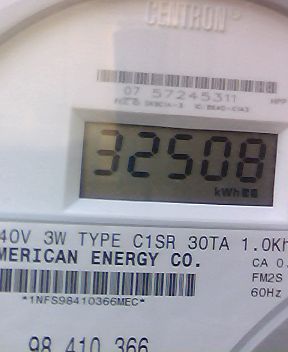 CENTRON
07 57245311
32508
kWh
40V 3W TYPE C1SR 30TA 1.0Kh
MERICAN ENERGY CO.
CA 0.
FM2S
60Hz
*1NFS98410366MEC*
98 410 366